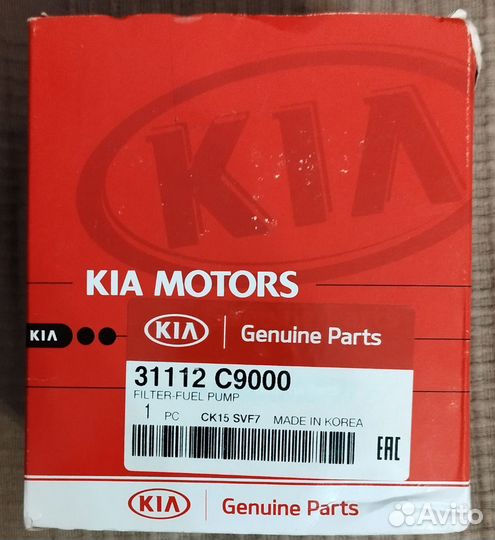 KIA
KIA MOTORS
KIA
KIA Genuine Parts
31112 C9000
FILTER-FUEL PUMP
1 PC CK15 SVF7 MADE IN KOREA
EAC
KIA Genuine Parts
Avito